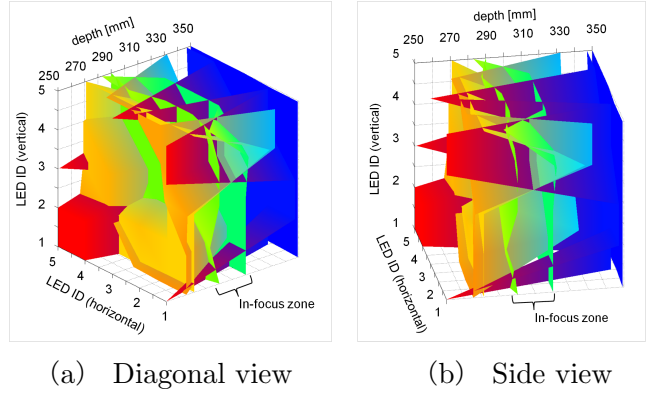 depth [mm]
250 270 290 310 330 350
5
4
3
2
1
LED ID (vertical)
5 4 3 2 1
LED ID (horizontal)
In-focus zone
(a) Diagonal view
depth [mm]
250 270 290 310 330 350
5
4
3
2
1
LED ID (vertical)
5 4 3 2 1
LED ID (horizontal)
In-focus zone
(b) Side view